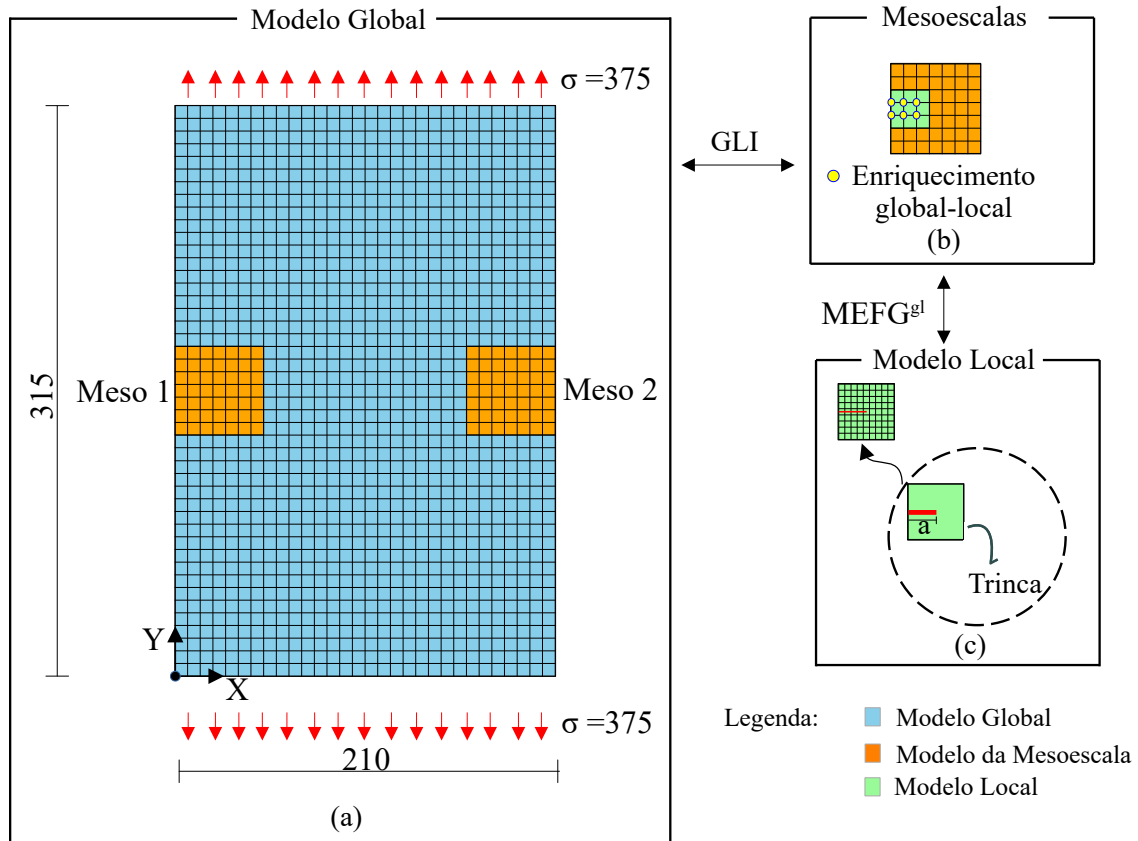 Modelo Global
σ =375
315
Meso 1
Meso 2
Y
X
σ =375
210
(a)
GLI
Mesoescalas
Enriquecimento
global-local
(b)
MEFGᵍˡ
Modelo Local
a
Trinca
(c)
Legenda:
Modelo Global
Modelo da Mesoescala
Modelo Local